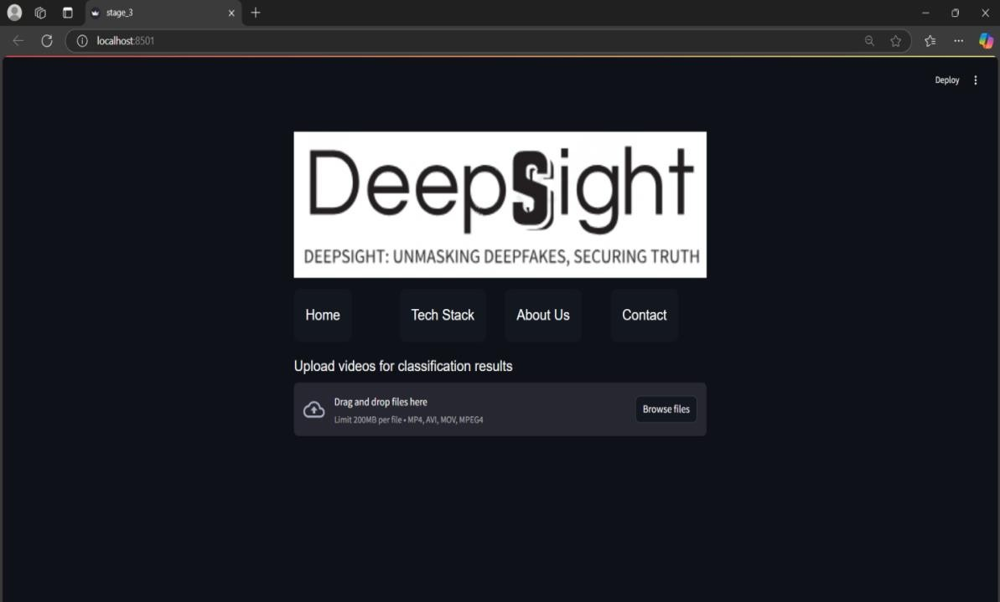 stage_3
localhost:8501
Deploy
DeepSight
DEEPSIGHT: UNMASKING DEEPFAKES, SECURING TRUTH
Home Tech Stack About Us Contact
Upload videos for classification results
Drag and drop files here
Limit 200MB per file • MP4, AVI, MOV, MPEG4
Browse files